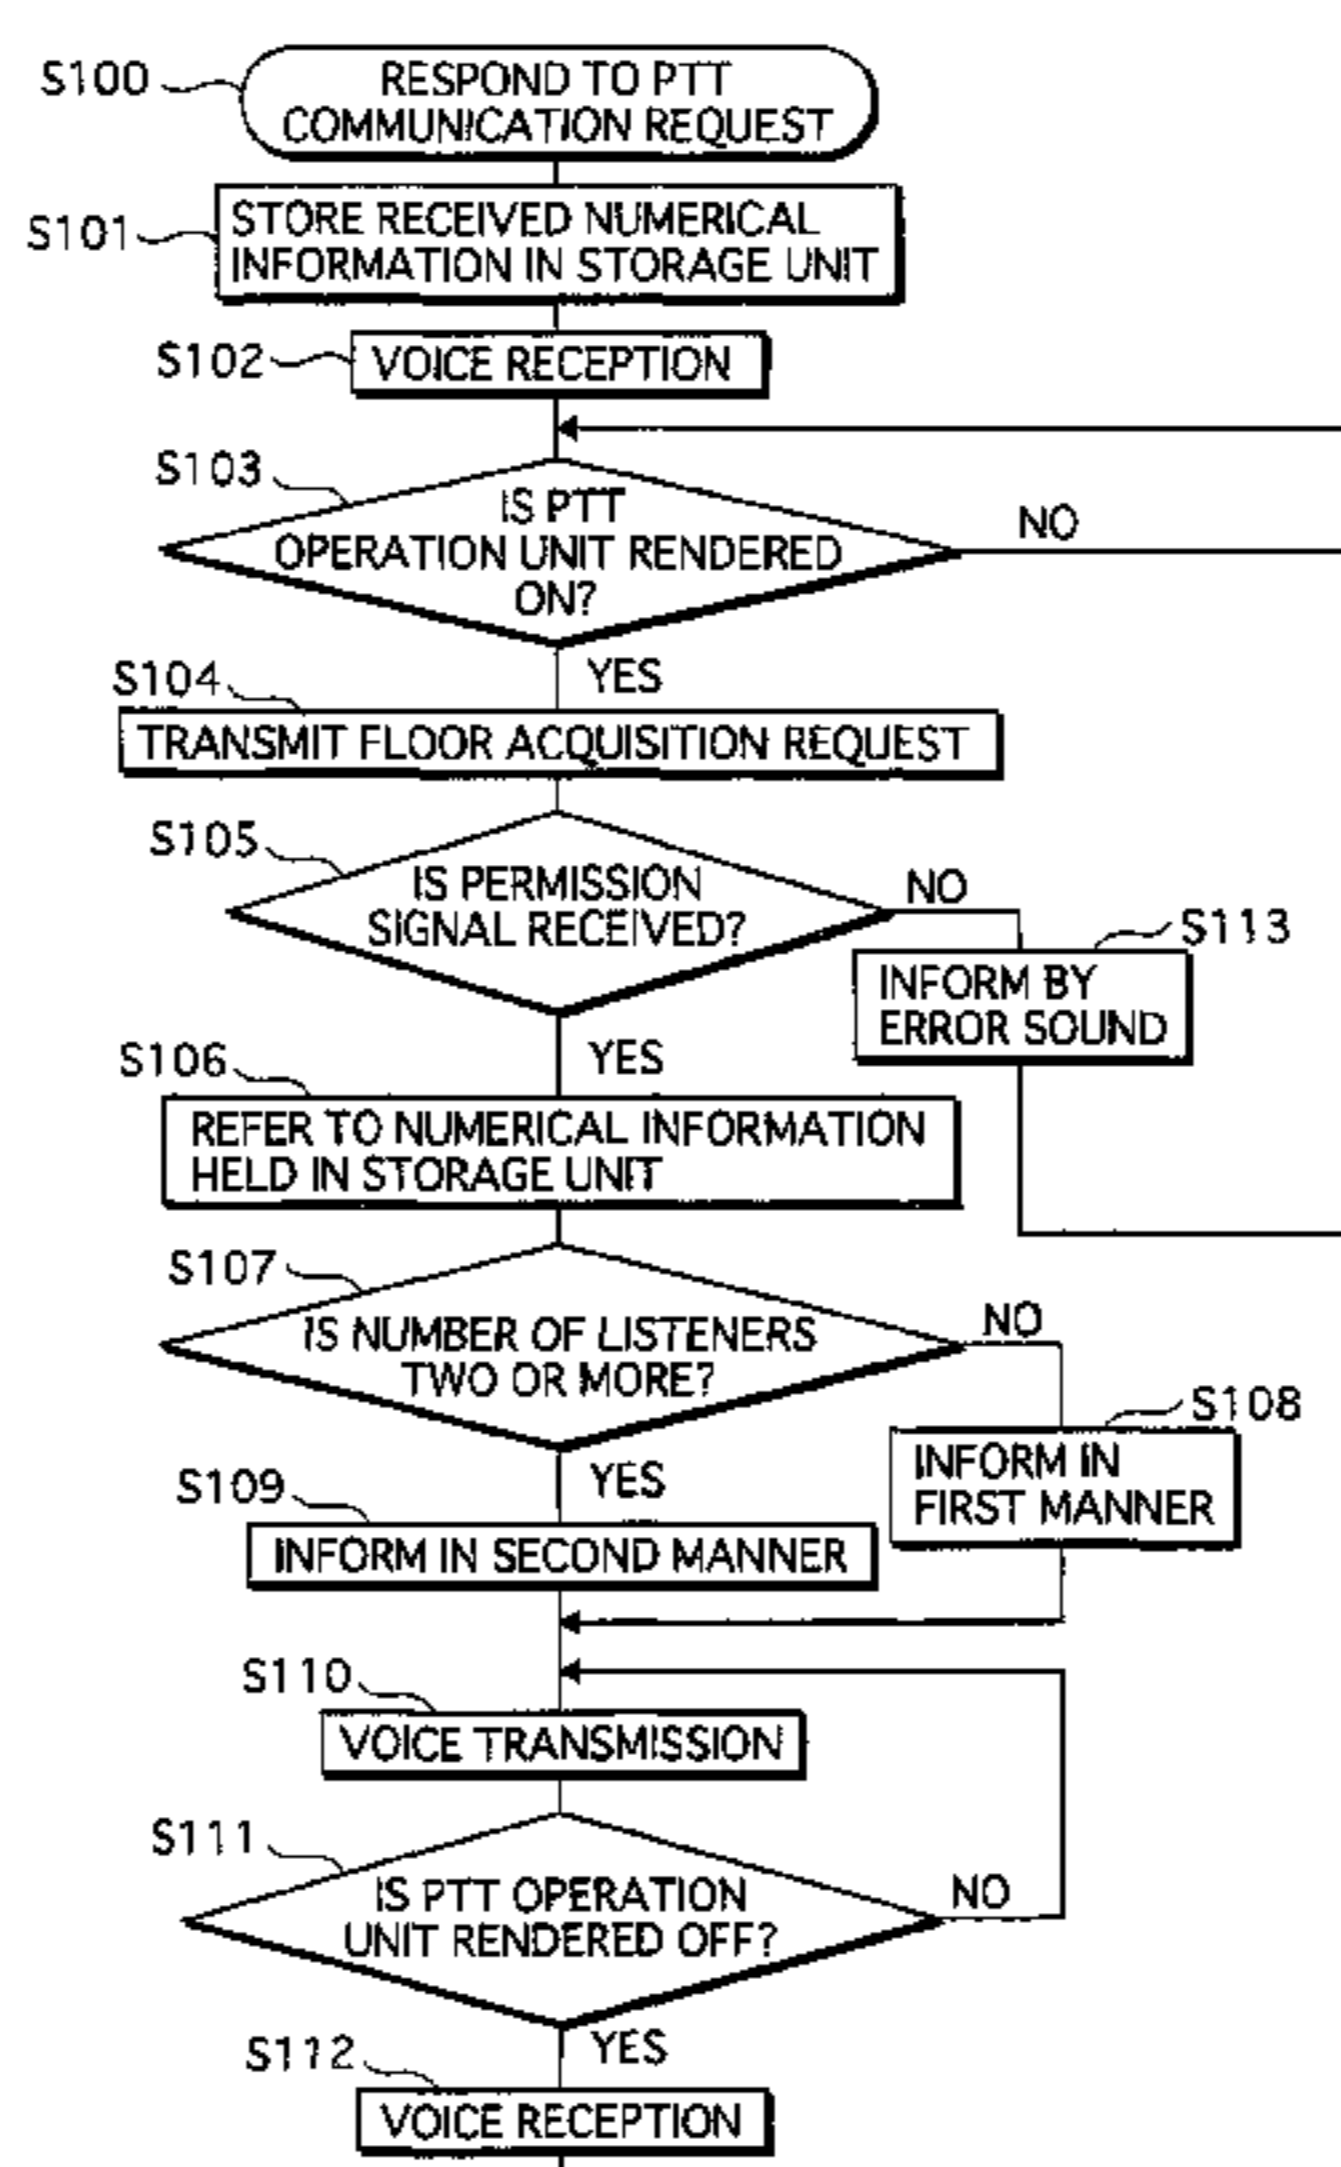 S100
RESPOND TO PTT
COMMUNICATION REQUEST
S101
STORE RECEIVED NUMERICAL
INFORMATION IN STORAGE UNIT
S102
VOICE RECEPTION
S103
IS PTT
OPERATION UNIT RENDERED
ON?
NO
YES
S104
TRANSMIT FLOOR ACQUISITION REQUEST
S105
IS PERMISSION
SIGNAL RECEIVED?
NO
S113
INFORM BY
ERROR SOUND
YES
S106
REFER TO NUMERICAL INFORMATION
HELD IN STORAGE UNIT
S107
IS NUMBER OF LISTENERS
TWO OR MORE?
NO
S108
INFORM IN
FIRST MANNER
YES
S109
INFORM IN SECOND MANNER
S110
VOICE TRANSMISSION
S111
IS PTT OPERATION
UNIT RENDERED OFF?
NO
YES
S112
VOICE RECEPTION